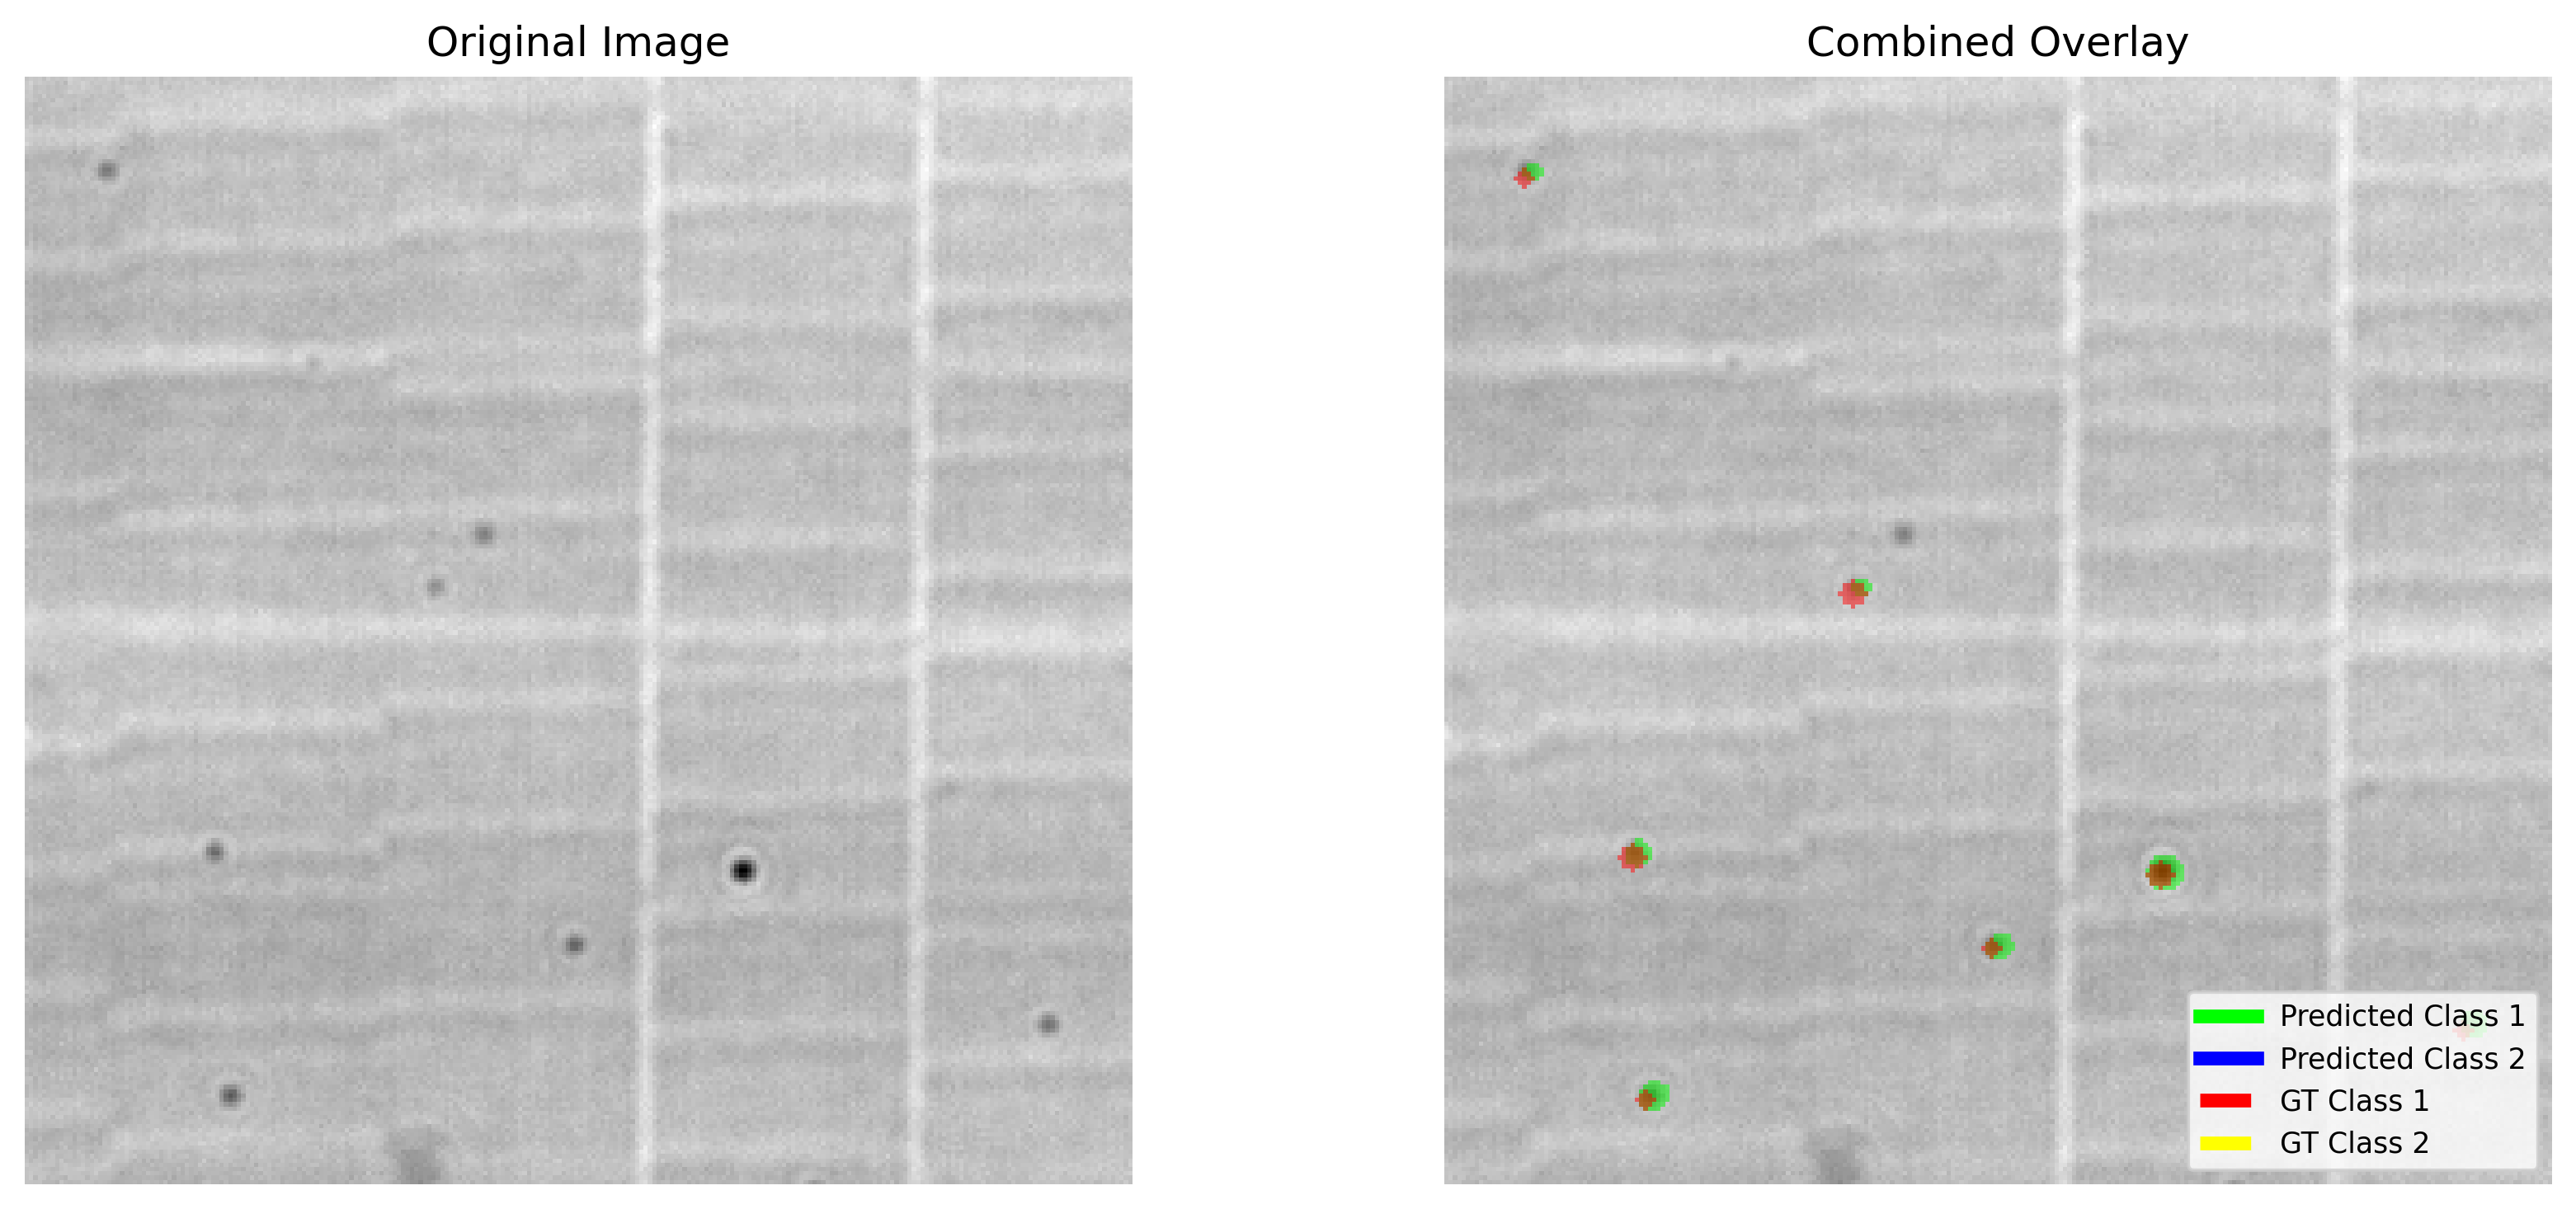 Original Image
Combined Overlay
Predicted Class 1
Predicted Class 2
GT Class 1
GT Class 2